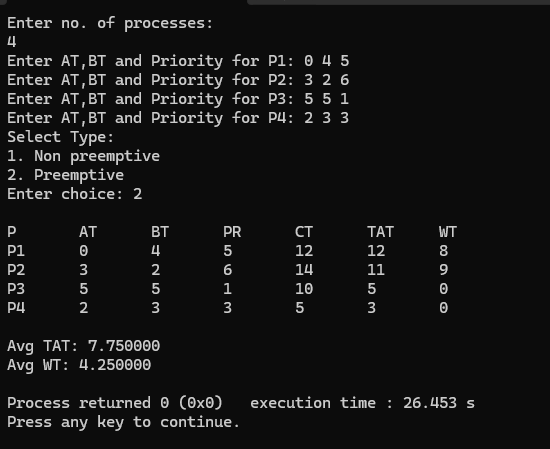 Enter no. of processes:
4
Enter AT,BT and Priority for P1: 0 4 5
Enter AT,BT and Priority for P2: 3 2 6
Enter AT,BT and Priority for P3: 5 5 1
Enter AT,BT and Priority for P4: 2 3 3
Select Type:
1. Non preemptive
2. Preemptive
Enter choice: 2
P AT BT PR CT TAT WT
P1 0 4 5 12 12 8
P2 3 2 6 14 11 9
P3 5 5 1 10 5 0
P4 2 3 3 5 3 0
Avg TAT: 7.750000
Avg WT: 4.250000
Process returned 0 (0x0) execution time : 26.453 s
Press any key to continue.